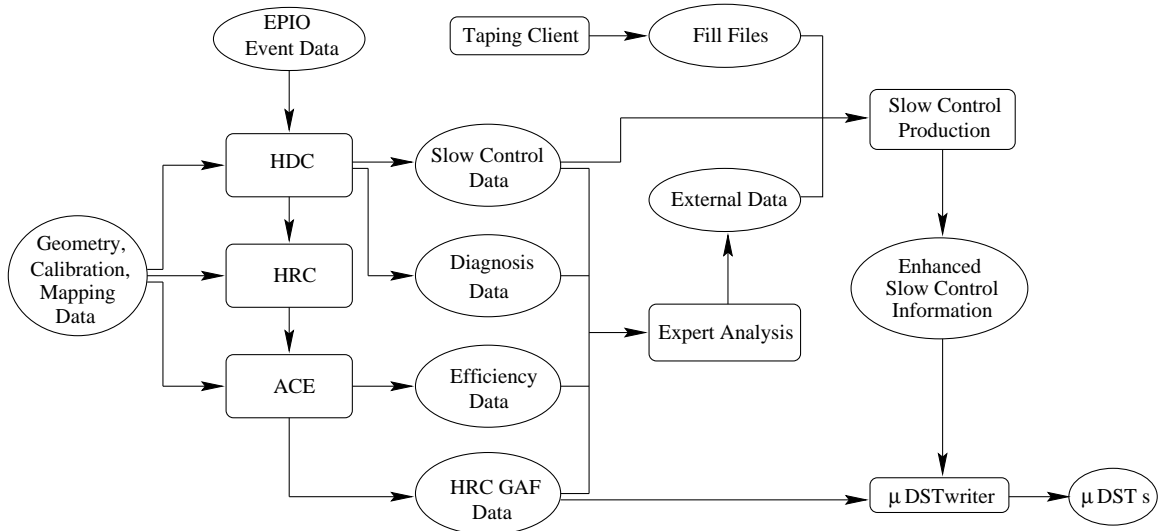 EPIO
Event Data
Taping Client
Fill Files
Slow Control
Production
HDC
Slow Control
Data
External Data
Geometry,
Calibration,
Mapping
Data
HRC
Diagnosis
Data
Enhanced
Slow Control
Information
Expert Analysis
ACE
Efficiency
Data
HRC GAF
Data
μ DSTwriter
μ DST s